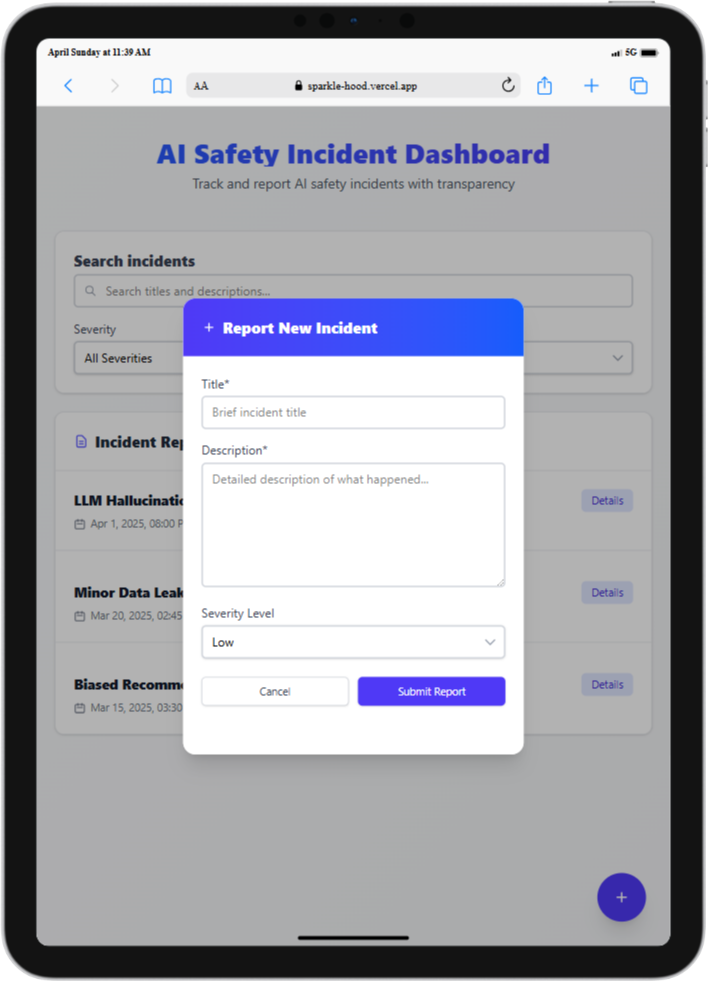 April Sunday at 11:39 AM
5G
AA
sparkle-hood.vercel.app
AI Safety Incident Dashboard
Track and report AI safety incidents with transparency
Search incidents
Search titles and descriptions...
Severity
All Severities
+ Report New Incident
Title*
Brief incident title
Description*
Detailed description of what happened...
Severity Level
Low
Cancel
Submit Report
Incident Rep
LLM Hallucinatio
Apr 1, 2025, 08:00 P
Details
Minor Data Leak
Mar 20, 2025, 02:45
Details
Biased Recomme
Mar 15, 2025, 03:30
Details
+